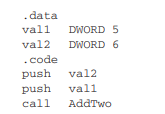 .data
val1 DWORD 5
val2 DWORD 6
.code
push val2
push val1
call AddTwo